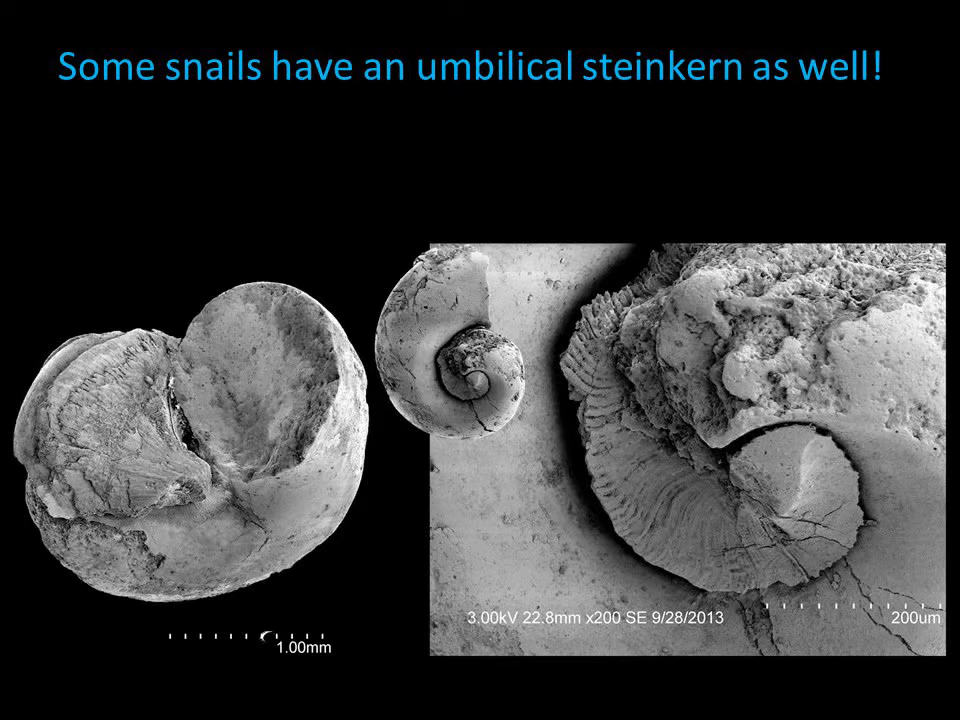 Some snails have an umbilical steinkern as well!
3.00kV 22.8mm x200 SE 9/28/2013
200um
1.00mm